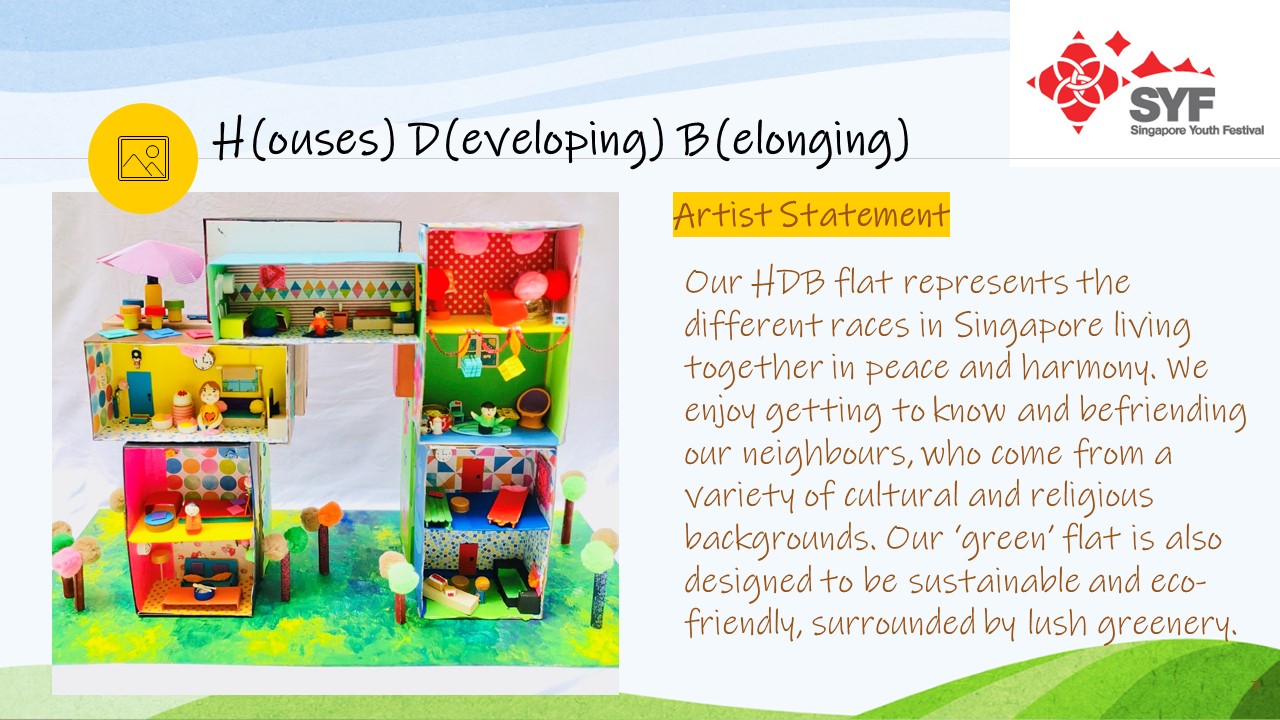 SYF
Singapore Youth Festival
H(ouses) D(eveloping) B(elonging)
Artist Statement
Our HDB flat represents the
different races in Singapore living
together in peace and harmony. We
enjoy getting to know and befriending
our neighbours, who come from a
variety of cultural and religious
backgrounds. Our ‘green’ flat is also
designed to be sustainable and eco-
friendly, surrounded by lush greenery.